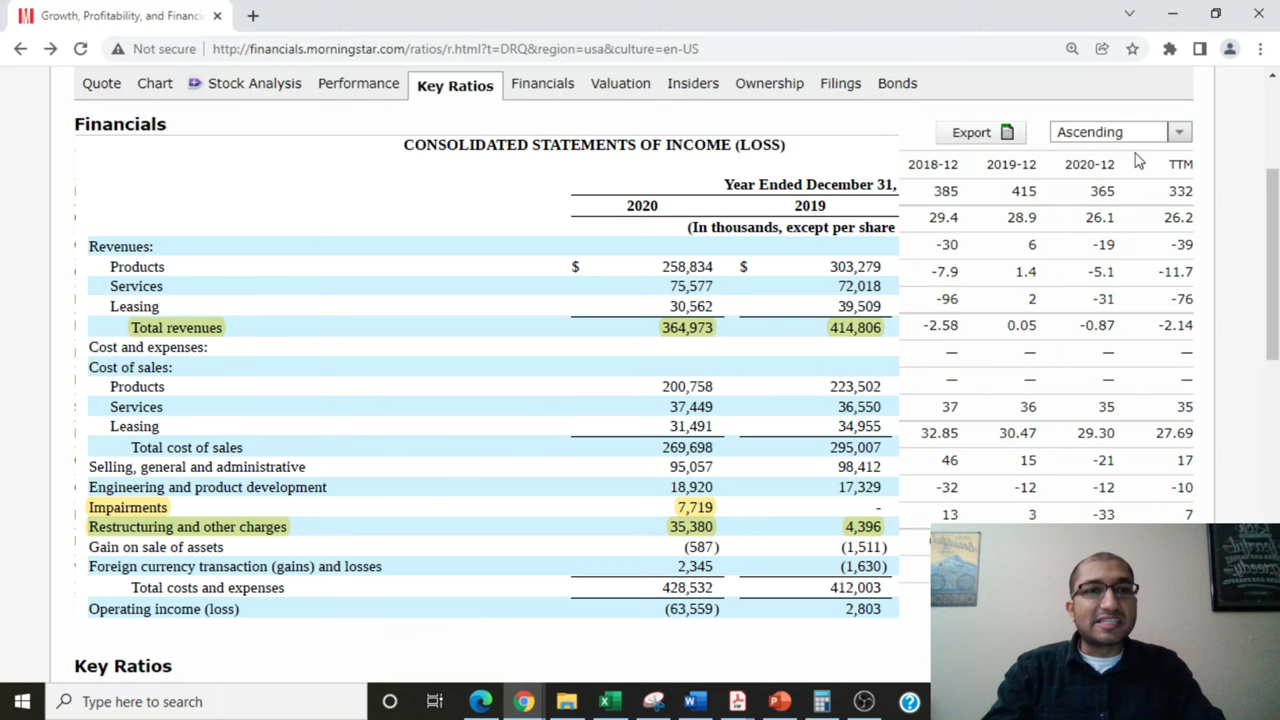 Growth, Profitability, and Financi
Not secure | http://financials.morningstar.com/ratios/r.html?t=DRQ&region=usa&culture=en-US
Quote Chart Stock Analysis Performance Key Ratios Financials Valuation Insiders Ownership Filings Bonds
Financials
Export Ascending
CONSOLIDATED STATEMENTS OF INCOME (LOSS)
2018-12 2019-12 2020-12 TTM
Year Ended December 31,
385 415 365 332
2020 2019
29.4 28.9 26.1 26.2
(In thousands, except per share
Revenues: -30 6 -19 -39
Products $ 258,834 $ 303,279 -7.9 1.4 -5.1 -11.7
Services 75,577 72,018
Leasing 30,562 39,509 -96 2 -31 -76
Total revenues 364,973 414,806 -2.58 0.05 -0.87 -2.14
Cost and expenses: — — — —
Cost of sales:
Products 200,758 223,502 — — — —
Services 37,449 36,550 37 36 35 35
Leasing 31,491 34,955 32.85 30.47 29.30 27.69
Total cost of sales 269,698 295,007
Selling, general and administrative 95,057 98,412 46 15 -21 17
Engineering and product development 18,920 17,329 -32 -12 -12 -10
Impairments 7,719 - 13 3 -33 7
Restructuring and other charges 35,380 4,396
Gain on sale of assets (587) (1,511)
Foreign currency transaction (gains) and losses 2,345 (1,630)
Total costs and expenses 428,532 412,003
Operating income (loss) (63,559) 2,803
Key Ratios
Type here to search